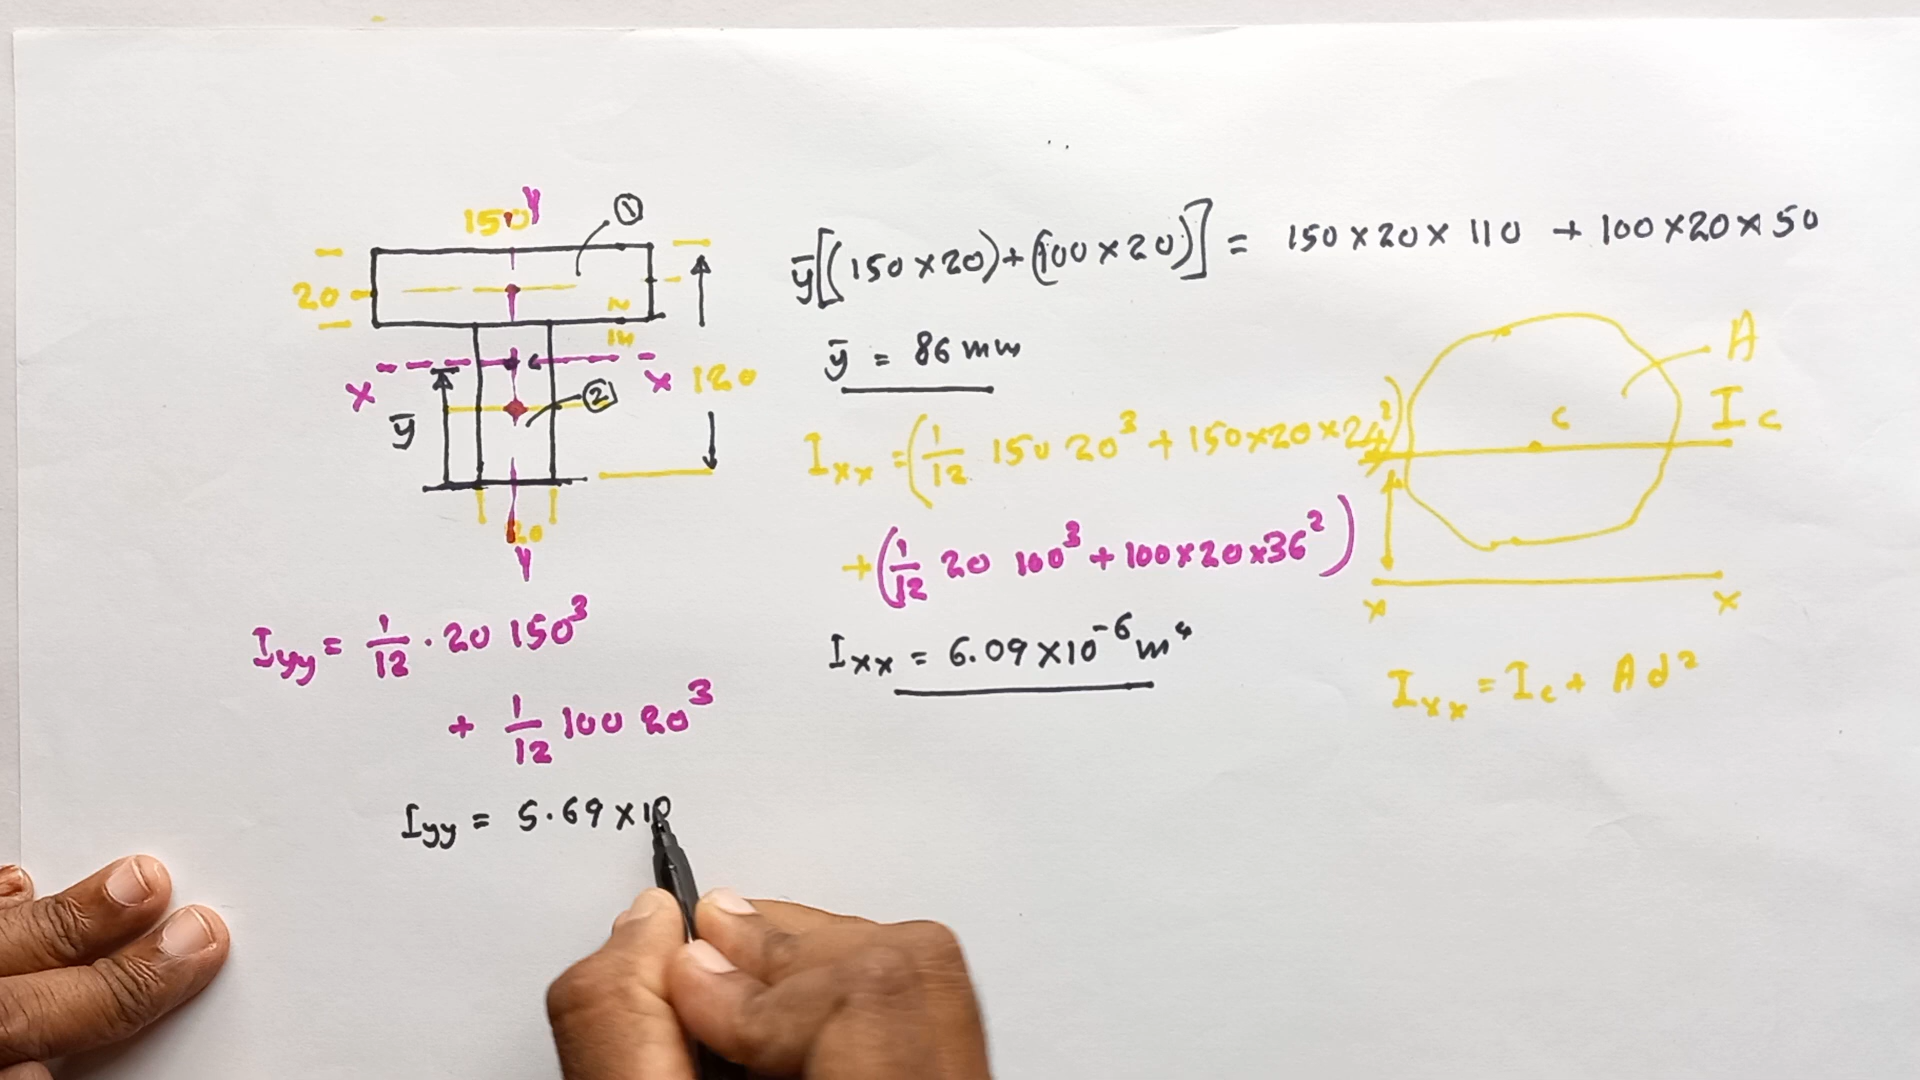 150 Y
①
20
X X
120
ȳ
②
20
Y
ȳ[(150×20)+(100×20)] = 150×20×110 + 100×20×50
ȳ = 86 mm
Ixx = (1/12 150 20³ + 150×20×24²)
+(1/12 20 100³ + 100×20×36²)
Ixx = 6.09×10⁻⁶ m⁴
A
c
Ic
x x
Ixx = Ic + Ad²
Iyy = 1/12 · 20 150³
+ 1/12 100 20³
Iyy = 5.69×10